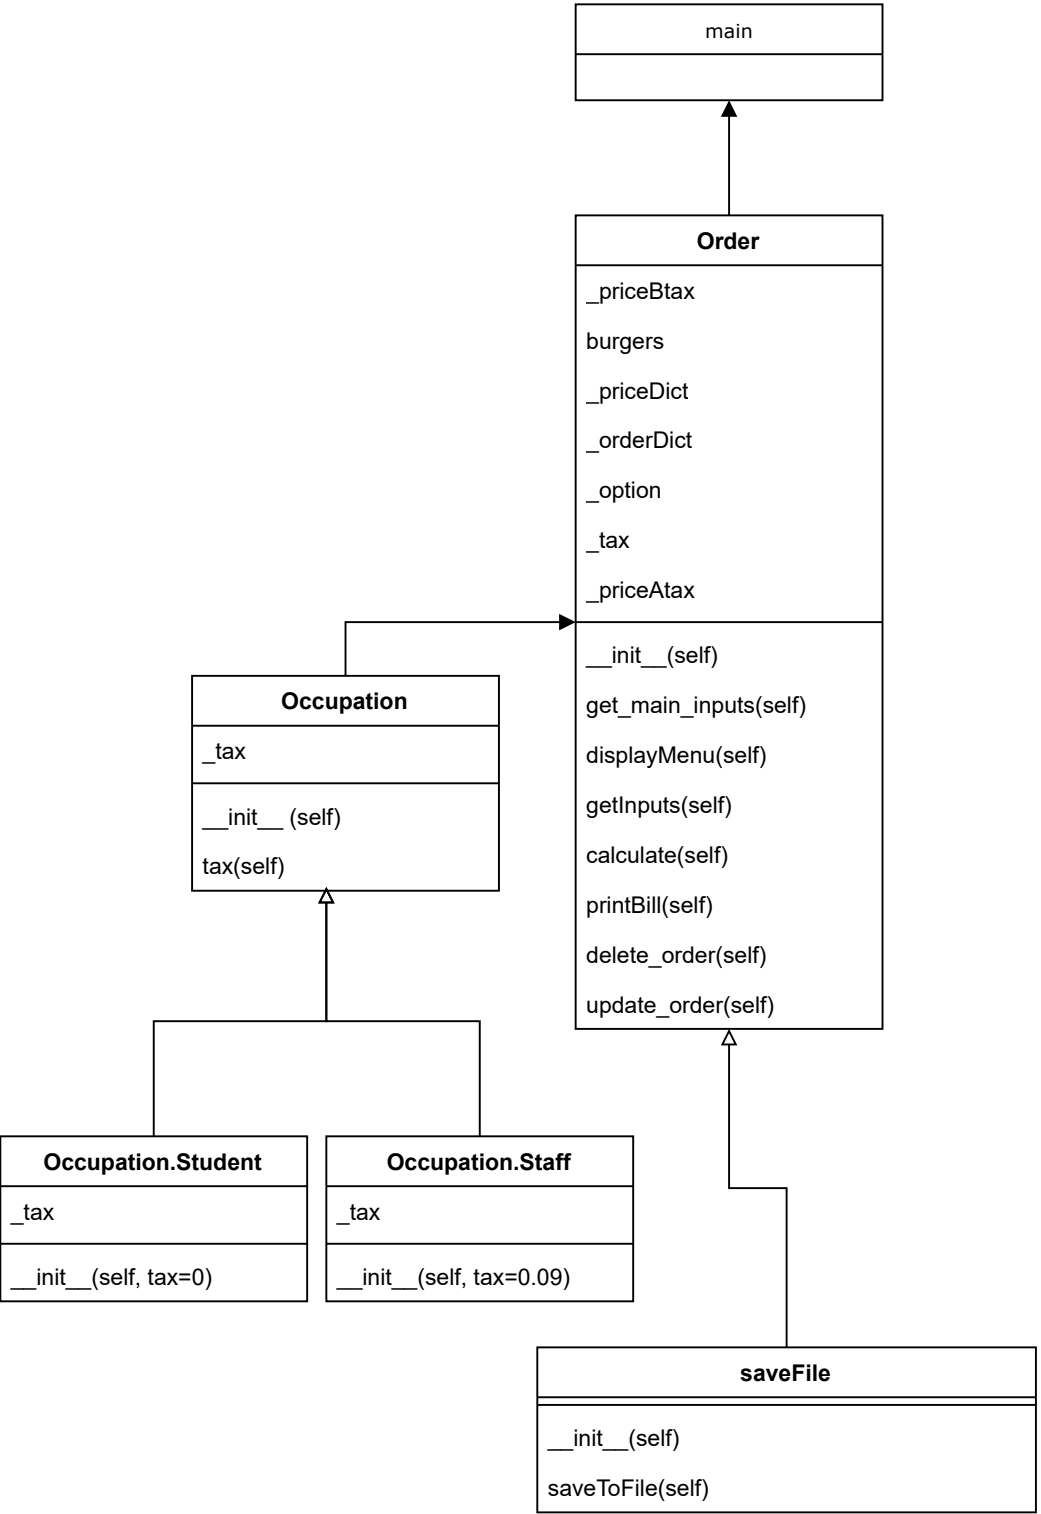 main
Order
_priceBtax
burgers
_priceDict
_orderDict
_option
_tax
_priceAtax
__init__(self)
get_main_inputs(self)
displayMenu(self)
getInputs(self)
calculate(self)
printBill(self)
delete_order(self)
update_order(self)
Occupation
_tax
__init__ (self)
tax(self)
Occupation.Student
_tax
__init__(self, tax=0)
Occupation.Staff
_tax
__init__(self, tax=0.09)
saveFile
__init__(self)
saveToFile(self)